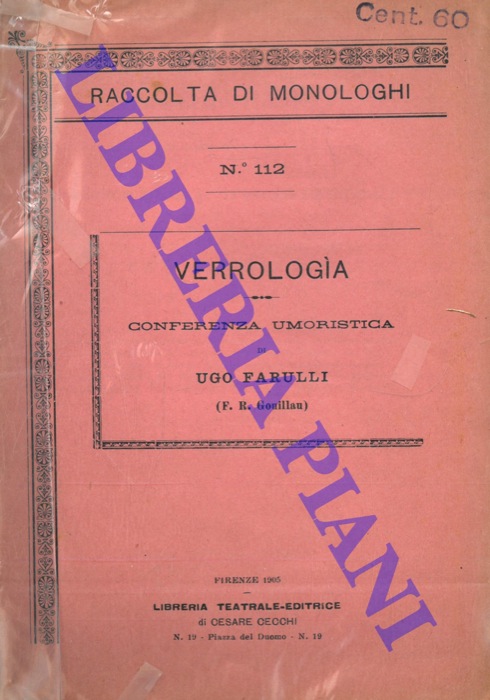 Cent. 60
RACCOLTA DI MONOLOGHI
N.° 112
VERROLOGÌA
CONFERENZA UMORISTICA
DI
UGO FARULLI
(F. R. Gouillau)
FIRENZE 1905
LIBRERIA TEATRALE-EDITRICE
di CESARE CECCHI
N. 19 - Piazza del Duomo - N. 19
LIBRERIA PIANI